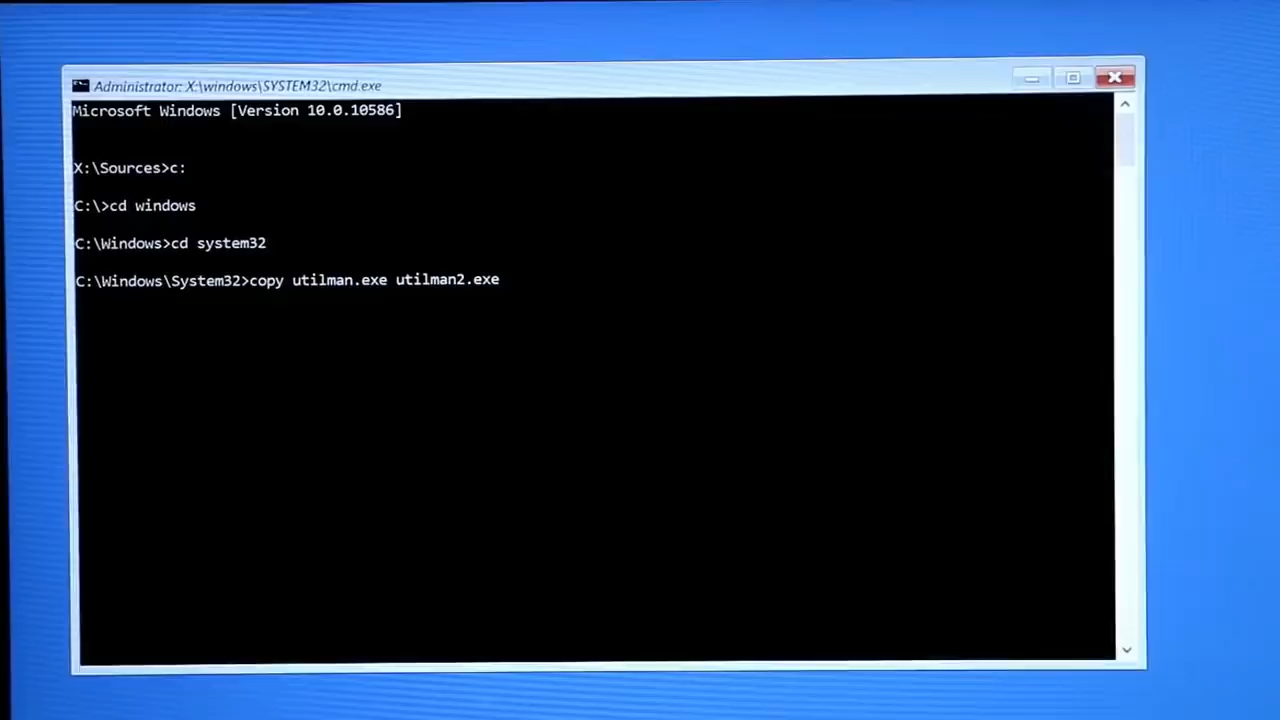 Administrator: X:\windows\SYSTEM32\cmd.exe
Microsoft Windows [Version 10.0.10586]
X:\Sources>c:
C:\>cd windows
C:\Windows>cd system32
C:\Windows\System32>copy utilman.exe utilman2.exe